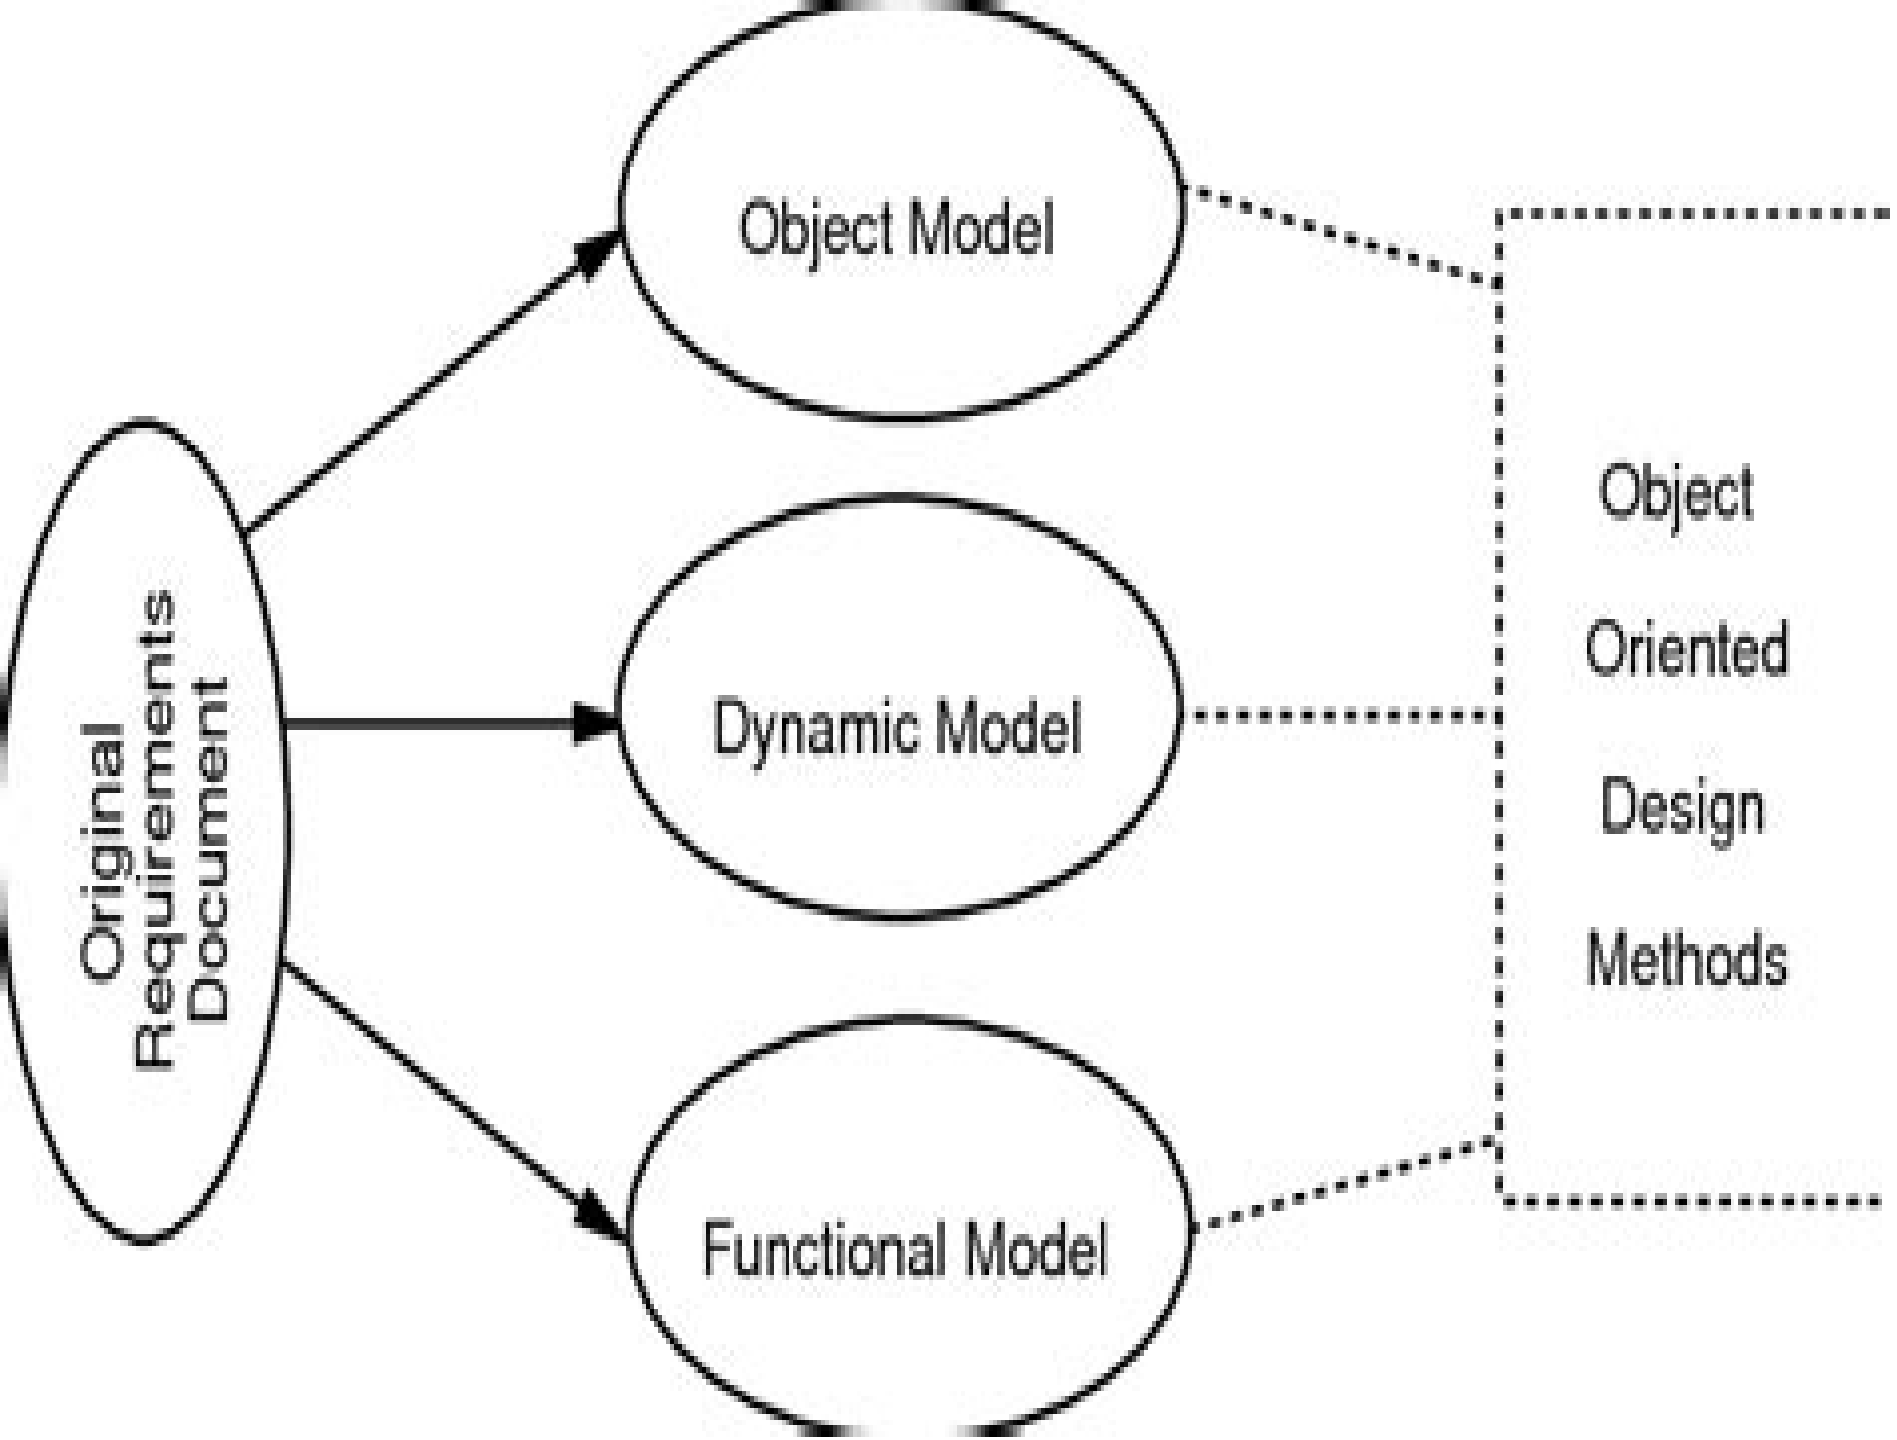 Original
Requirements
Document
Object Model
Dynamic Model
Functional Model
Object
Oriented
Design
Methods